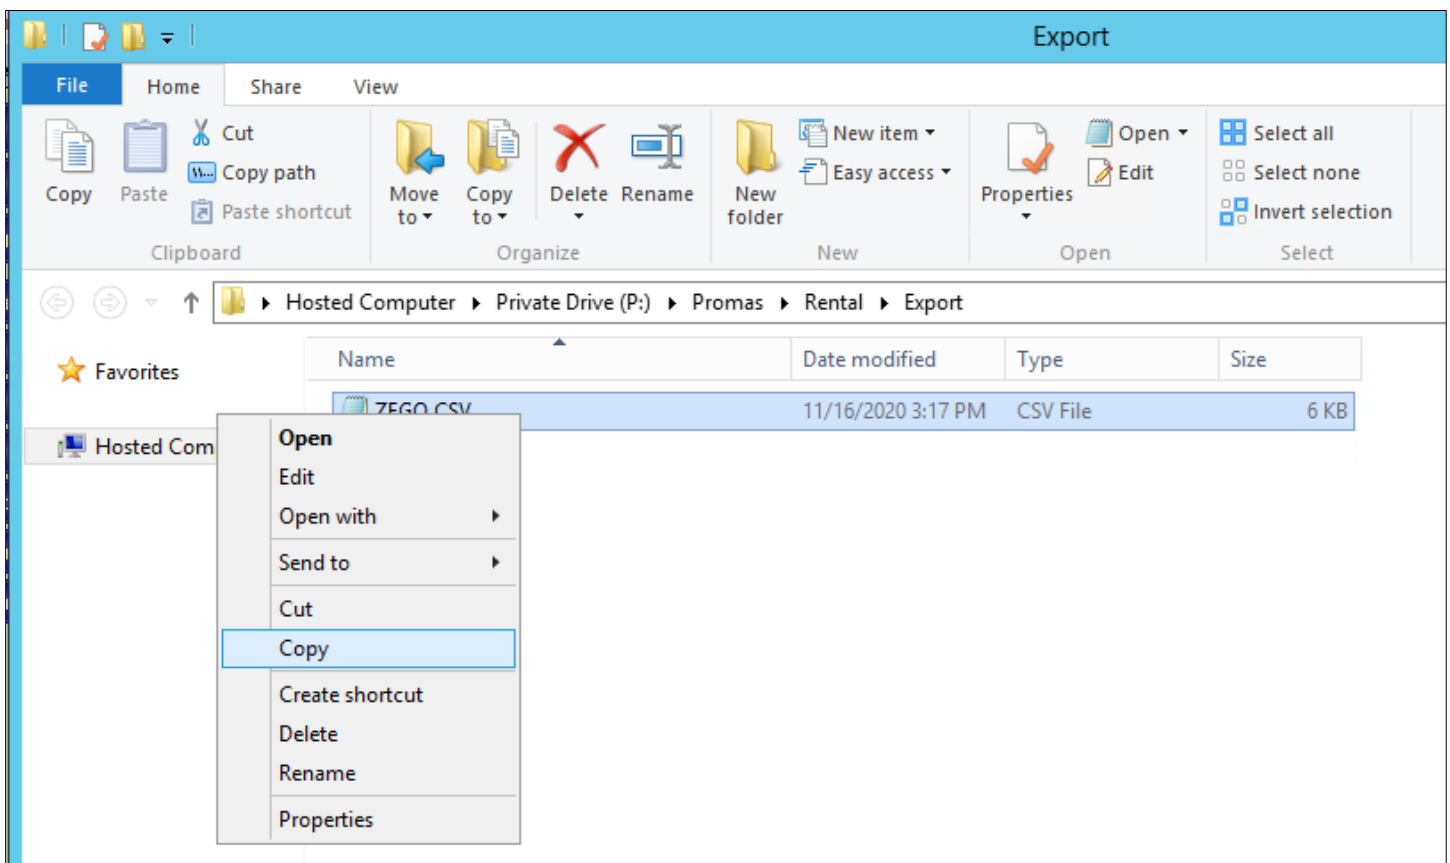 Export
File Home Share View
Copy
Paste
Cut
Copy path
Paste shortcut
Clipboard
Move to
Copy to
Delete
Rename
Organize
New folder
New item
Easy access
New
Properties
Open
Edit
Open
Select all
Select none
Invert selection
Select
Hosted Computer Private Drive (P:) Promas Rental Export
Name Date modified Type Size
Favorites
ZEGO.CSV 11/16/2020 3:17 PM CSV File 6 KB
Hosted Com
Open
Edit
Open with
Send to
Cut
Copy
Create shortcut
Delete
Rename
Properties